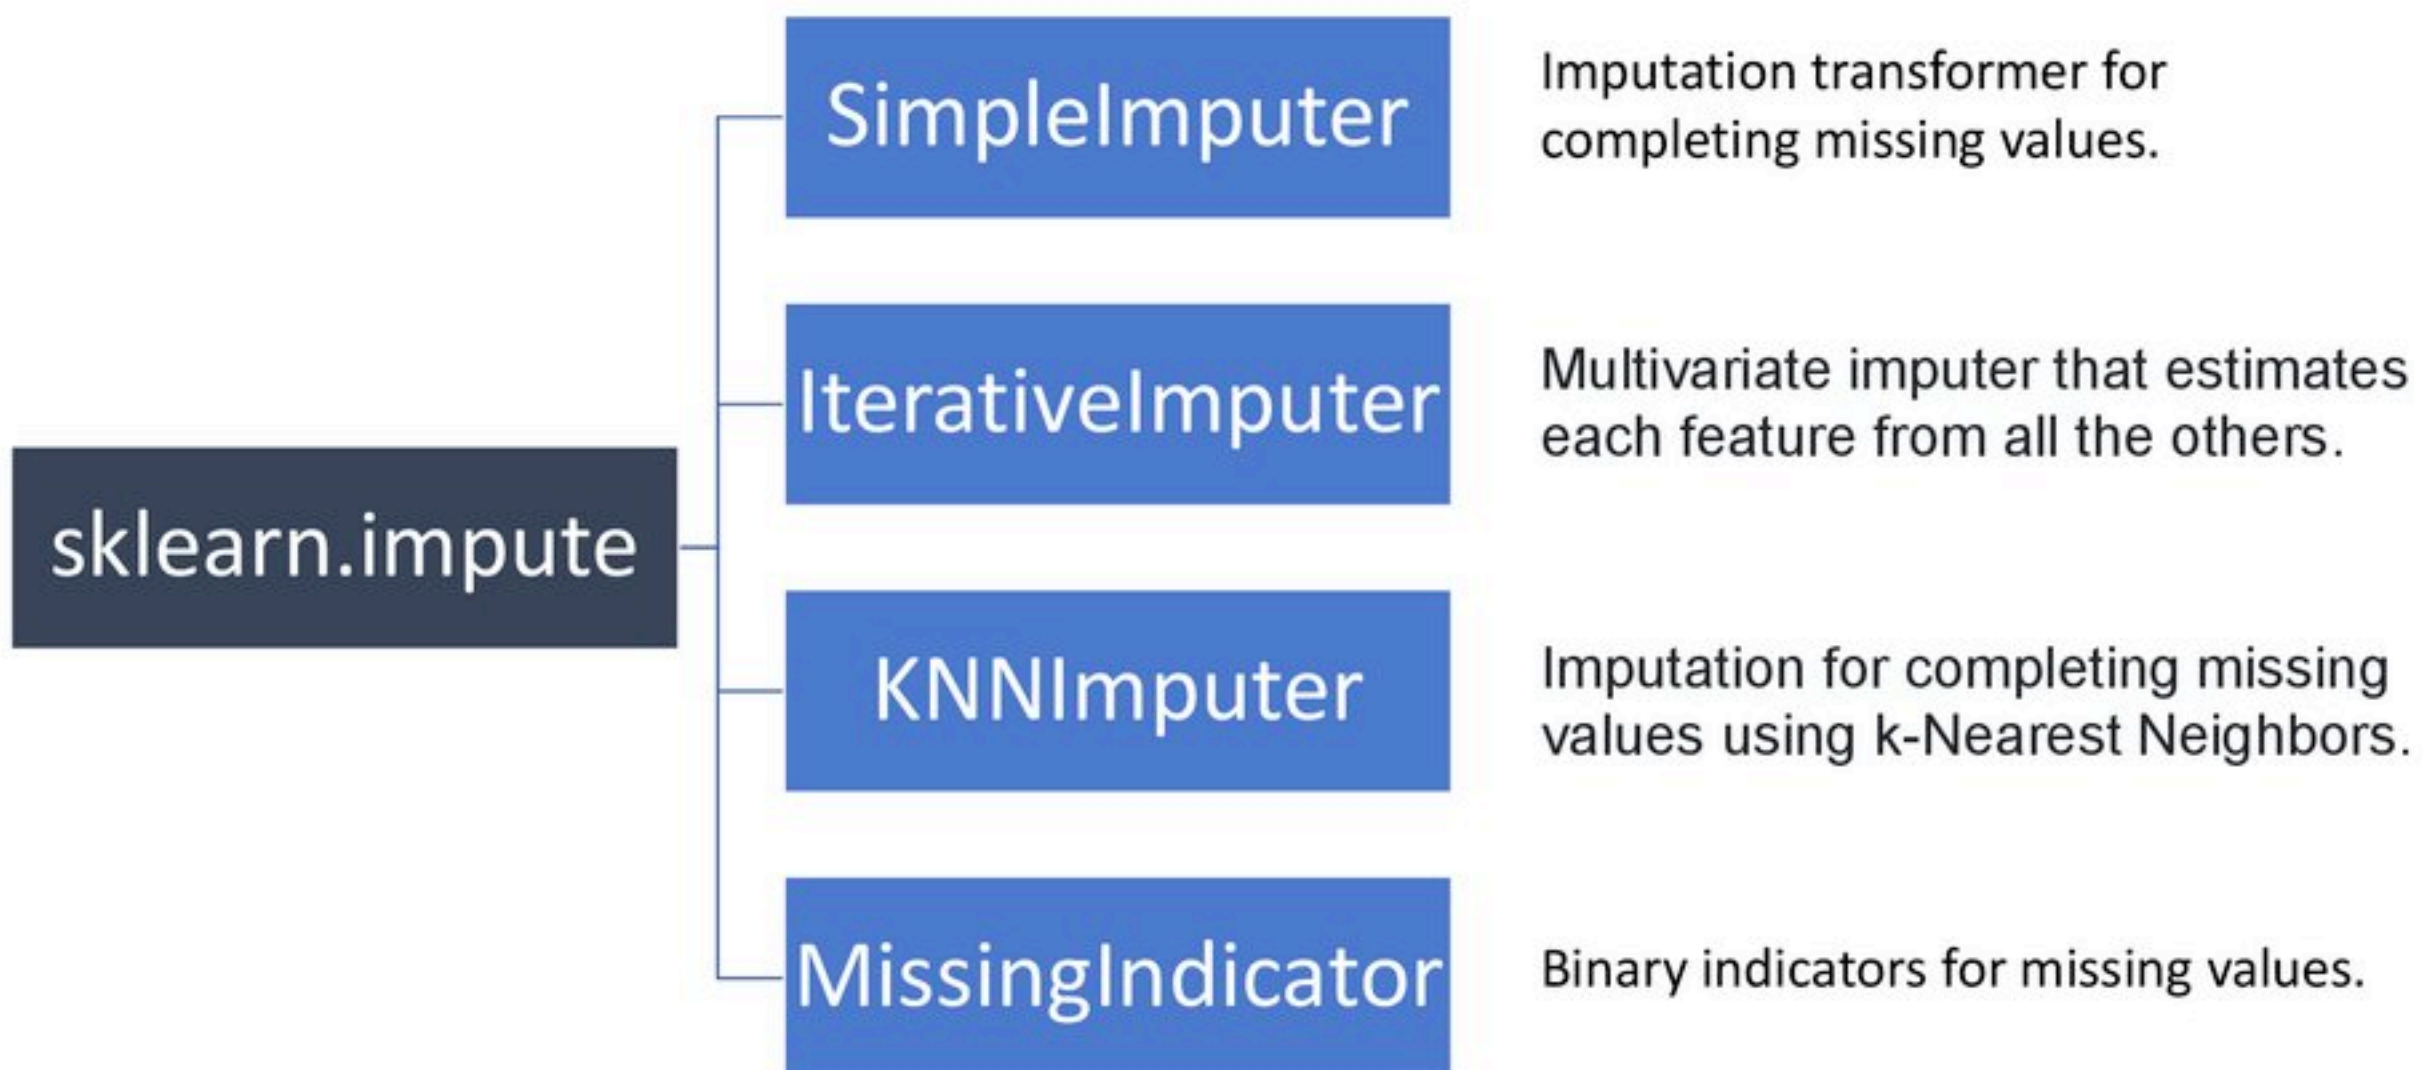 sklearn.impute
SimpleImputer
Imputation transformer for
completing missing values.
IterativeImputer
Multivariate imputer that estimates
each feature from all the others.
KNNImputer
Imputation for completing missing
values using k-Nearest Neighbors.
MissingIndicator
Binary indicators for missing values.